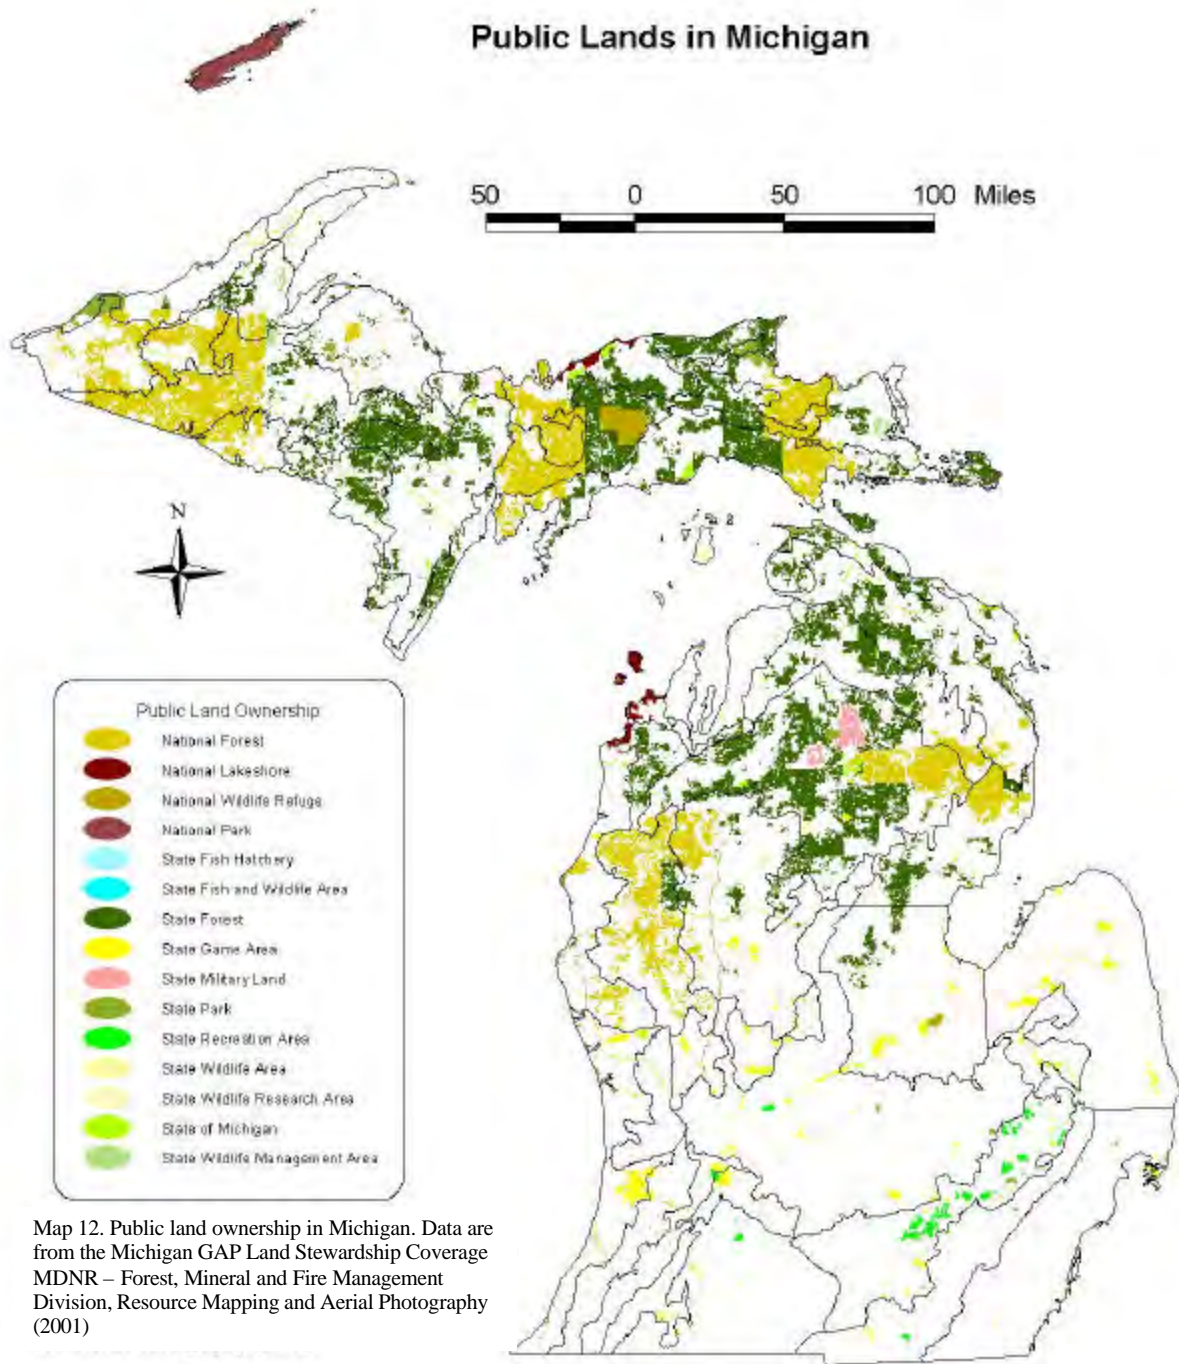 Public Lands in Michigan
50 0 50 100 Miles
N
Public Land Ownership
National Forest
National Lakeshore
National Wildlife Refuge
National Park
State Fish Hatchery
State Fish and Wildlife Area
State Forest
State Game Area
State Military Land
State Park
State Recreation Area
State Wildlife Area
State Wildlife Research Area
State of Michigan
State Wildlife Management Area
Map 12. Public land ownership in Michigan. Data are
from the Michigan GAP Land Stewardship Coverage
MDNR – Forest, Mineral and Fire Management
Division, Resource Mapping and Aerial Photography
(2001)